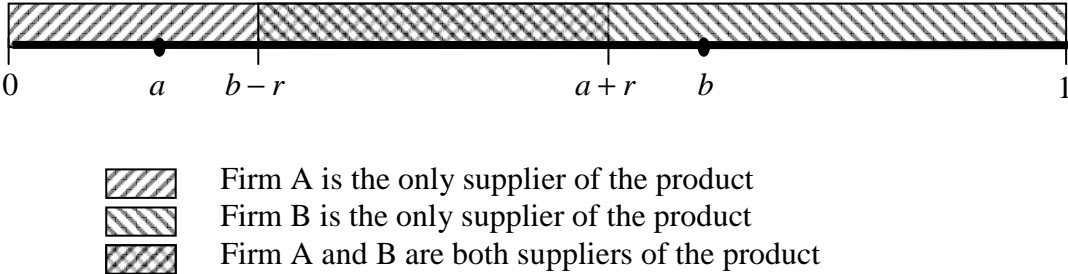 0 a b − r a + r b 1
Firm A is the only supplier of the product
Firm B is the only supplier of the product
Firm A and B are both suppliers of the product